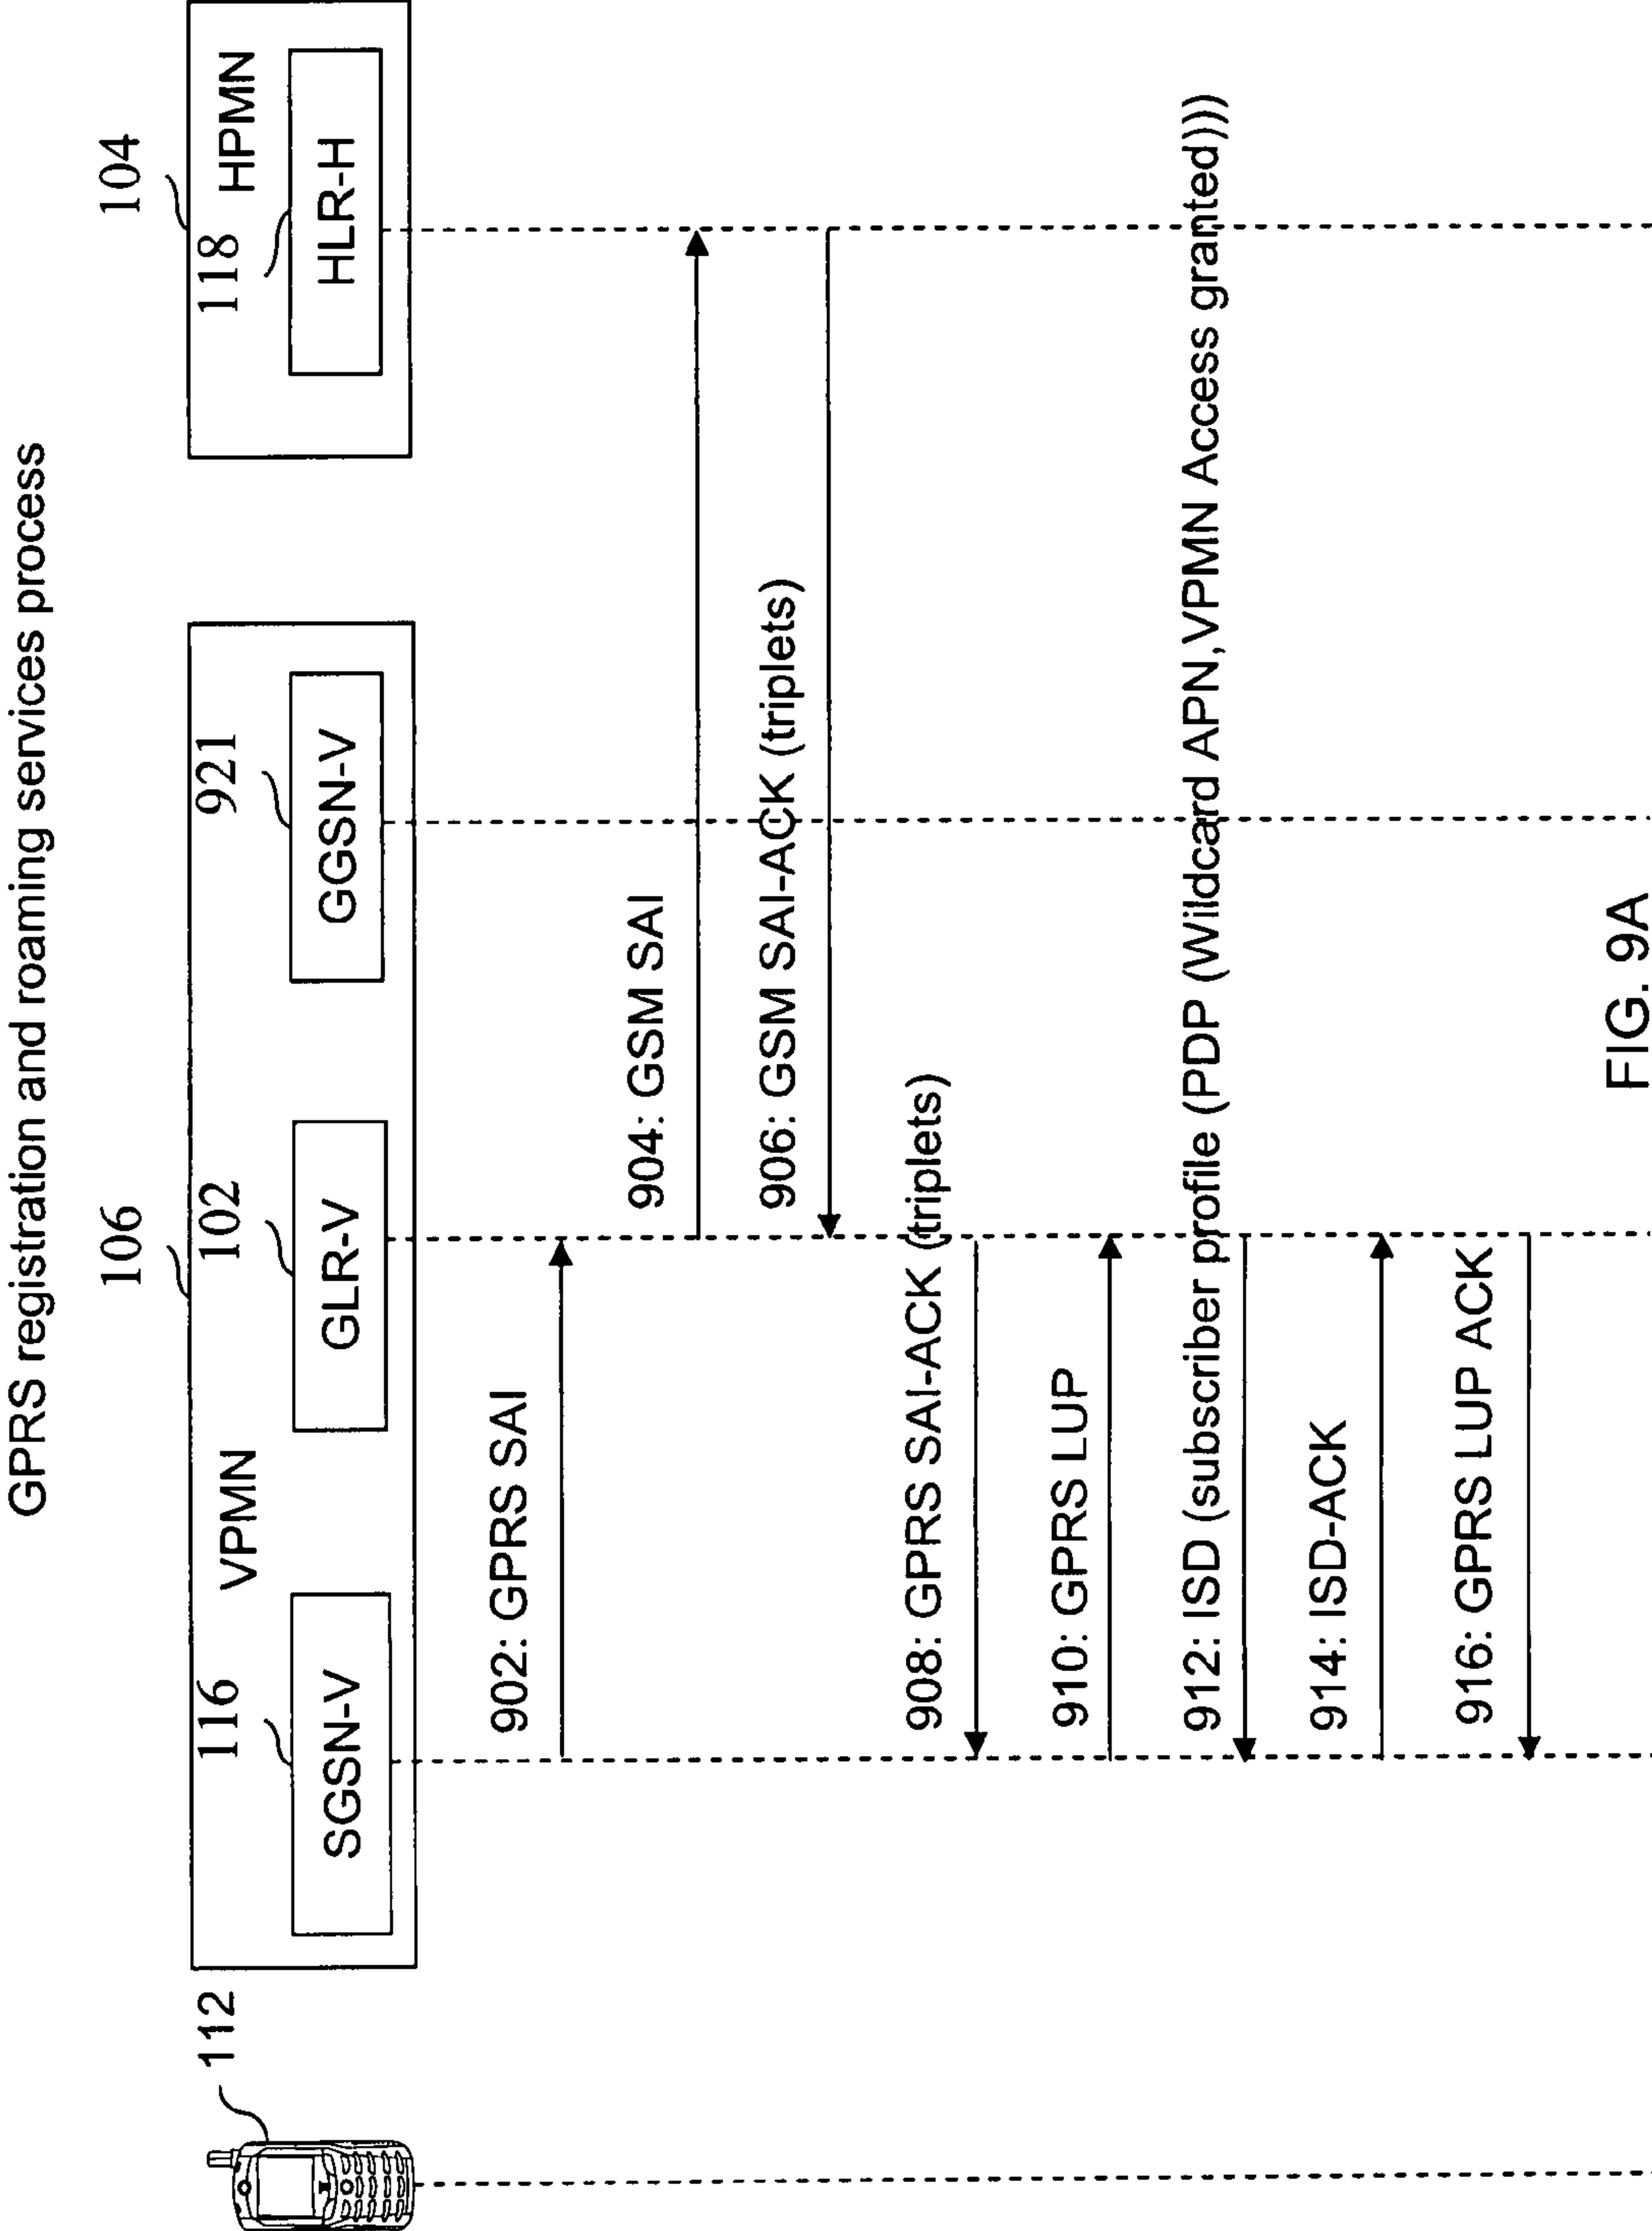 GPRS registration and roaming services process
106
104
112
116
VPMN
102
921
118
HPMN
SGSN-V
GLR-V
GGSN-V
HLR-H
902: GPRS SAI
904: GSM SAI
906: GSM SAI-ACK (triplets)
908: GPRS SAI-ACK (triplets)
910: GPRS LUP
912: ISD (subscriber profile (PDP (Wildcard APN,VPMN Access granted)))
914: ISD-ACK
916: GPRS LUP ACK
FIG. 9A